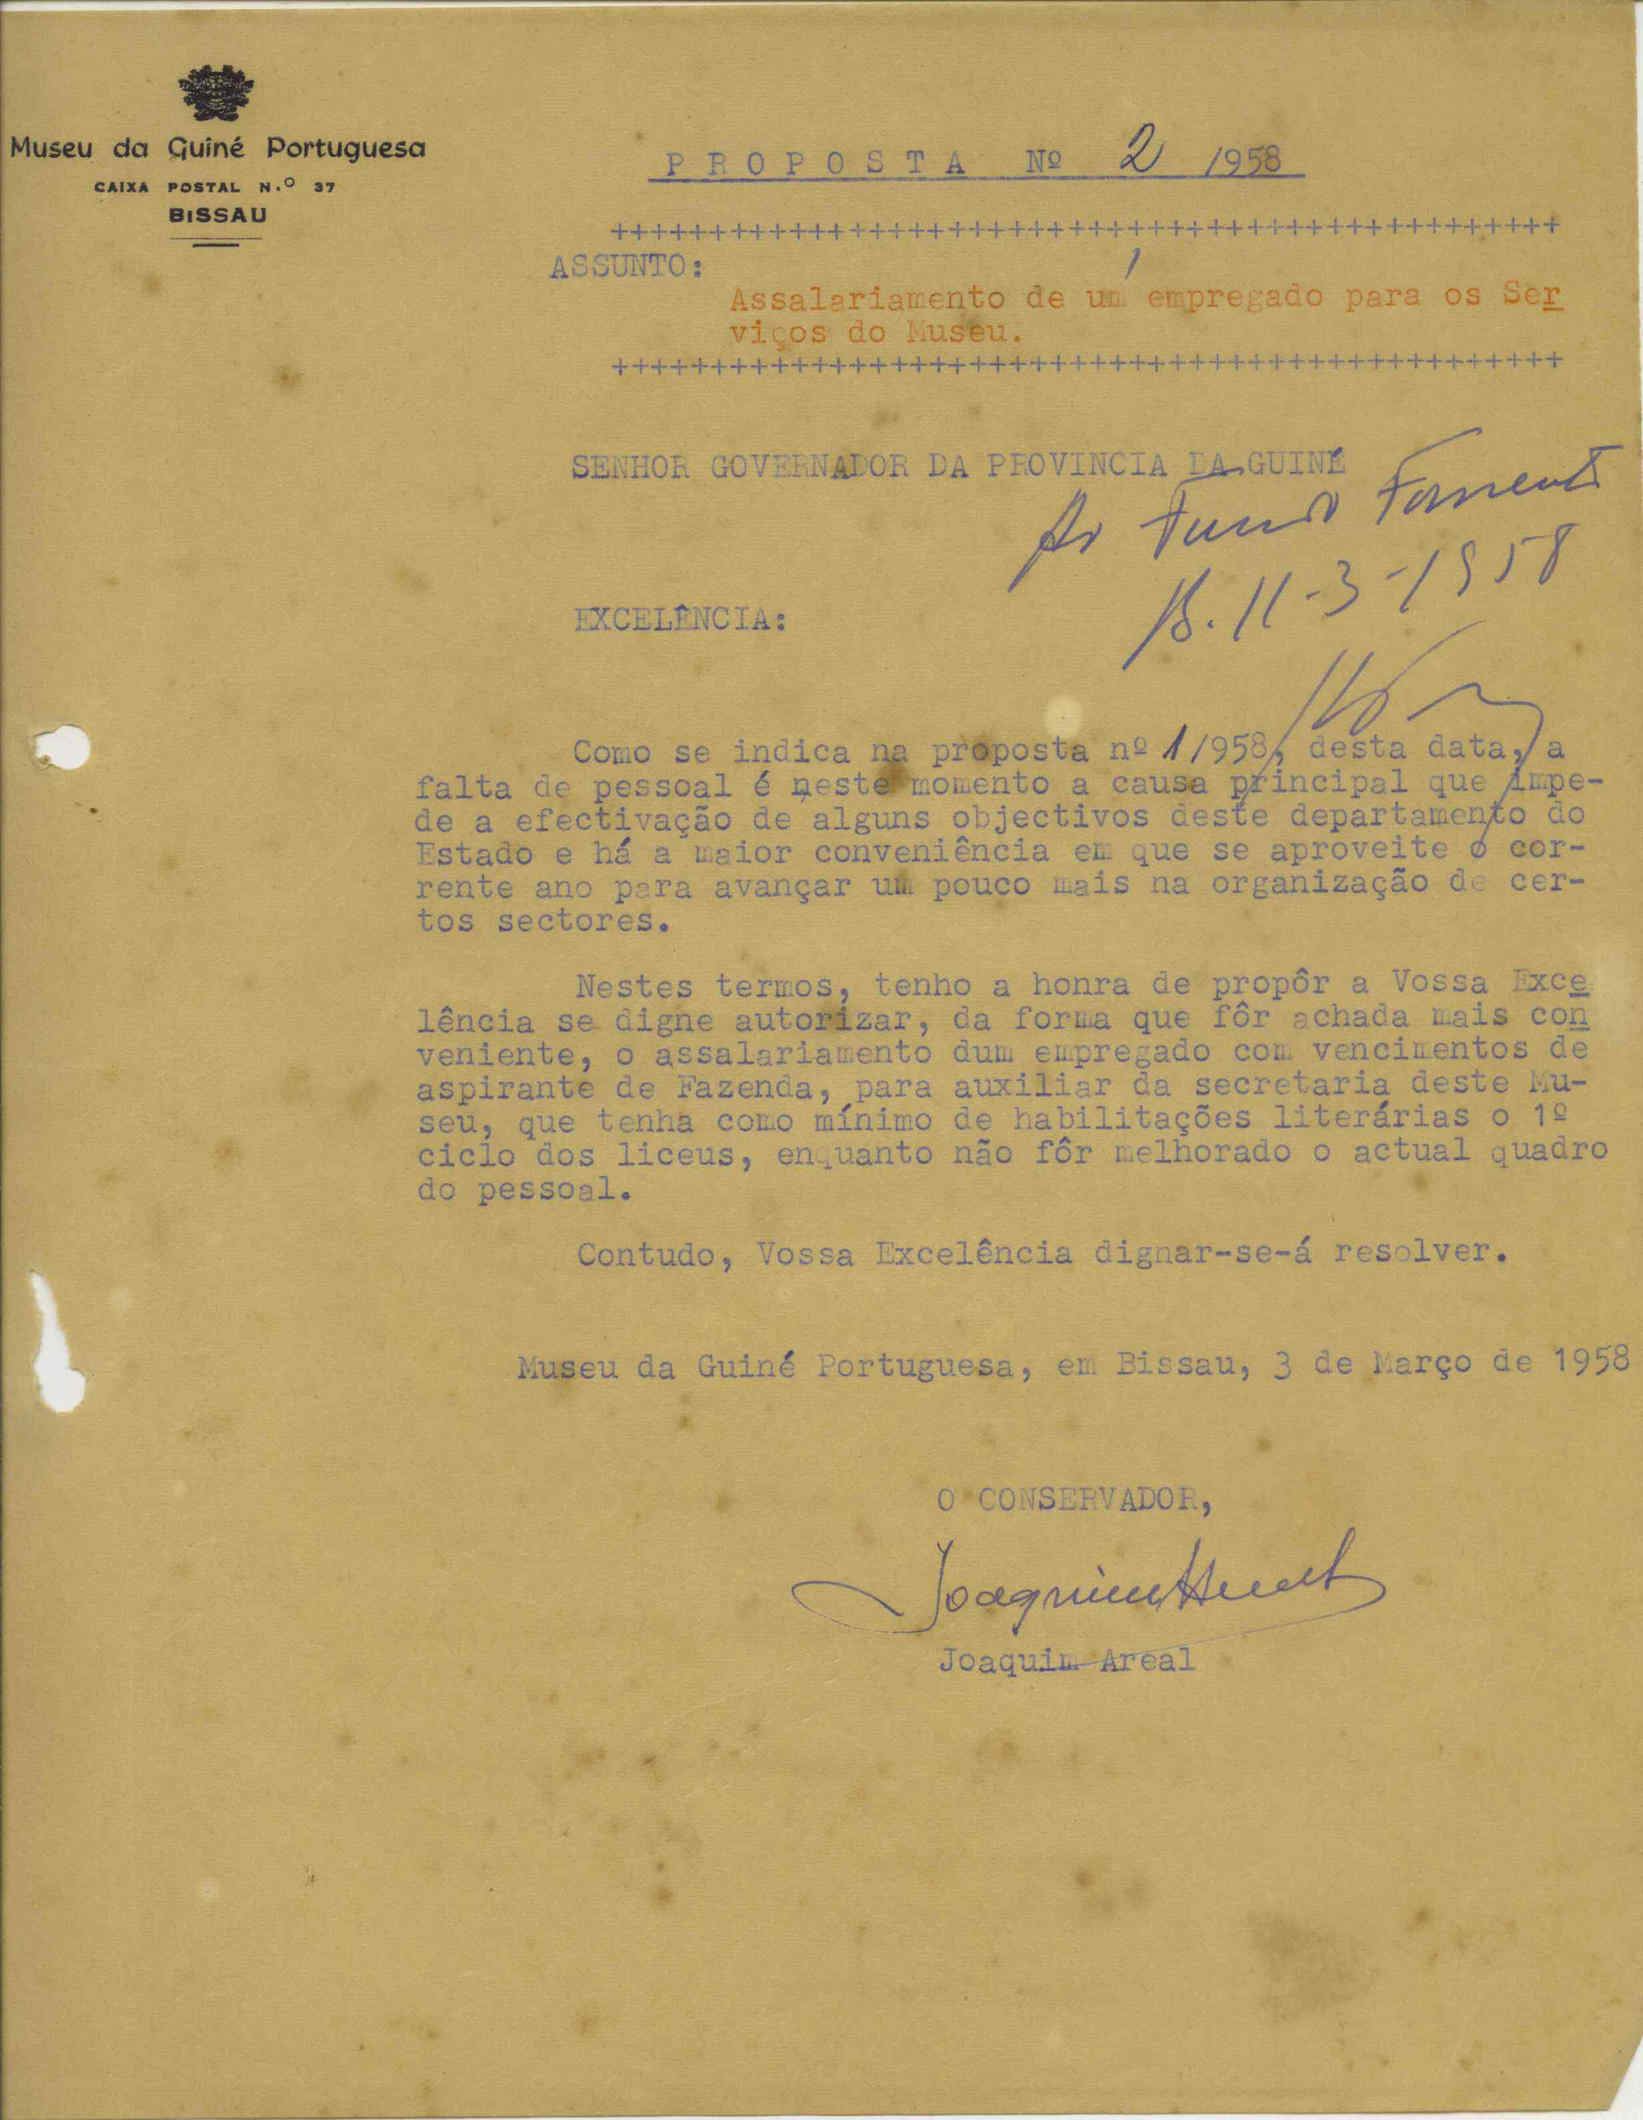 Museu da Guiné Portuguesa
CAIXA POSTAL N.º 37
BISSAU
PROPOSTA Nº 2 /1958
+++++++++++++++++++++++++++++++++++++++++++++++
ASSUNTO:
Assalariamento de um empregado para os Ser
viços do Museu.
+++++++++++++++++++++++++++++++++++++++++++++++
SENHOR GOVERNADOR DA PROVINCIA DA GUINÉ
Ao Fundo Fomento
B. 11-3-1958
EXCELÊNCIA:
Como se indica na proposta nº 1/1958, desta data, a
falta de pessoal é neste momento a causa principal que impe-
de a efectivação de alguns objectivos deste departamento do
Estado e há a maior conveniência em que se aproveite o cor-
rente ano para avançar um pouco mais na organização de cer-
tos sectores.
Nestes termos, tenho a honra de propôr a Vossa Exce
lência se digne autorizar, da forma que fôr achada mais con
veniente, o assalariamento dum empregado com vencimentos de
aspirante de Fazenda, para auxiliar da secretaria deste Mu-
seu, que tenha como mínimo de habilitações literárias o 1º
ciclo dos liceus, enquanto não fôr melhorado o actual quadro
do pessoal.
Contudo, Vossa Excelência dignar-se-á resolver.
Museu da Guiné Portuguesa, em Bissau, 3 de Março de 1958
O CONSERVADOR,
Joaquim Areal
Joaquim Areal